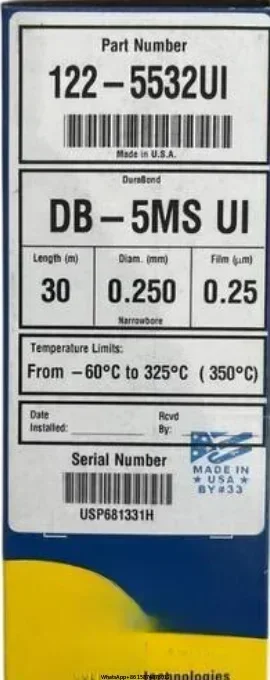 Part Number
122-5532UI
Made in U.S.A.
DuraBond
DB-5MS UI
Length (m) Diam. (mm) Film (µm)
30 0.250 0.25
Narrowbore
Temperature Limits:
From -60°C to 325°C (350°C)
Date Installed: Rcvd By:
MADE IN
★ USA ★
BY #33
Serial Number
USP681331H
Technologies